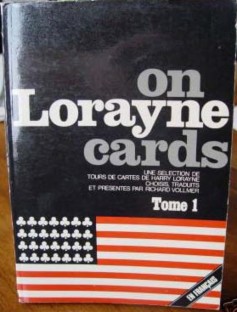 on
Lorayne
cards
UNE SELECTION DE
TOURS DE CARTES DE HARRY LORAYNE
CHOISIS, TRADUITS
ET PRESENTES PAR RICHARD VOLLMER
Tome 1
EN FRANÇAIS